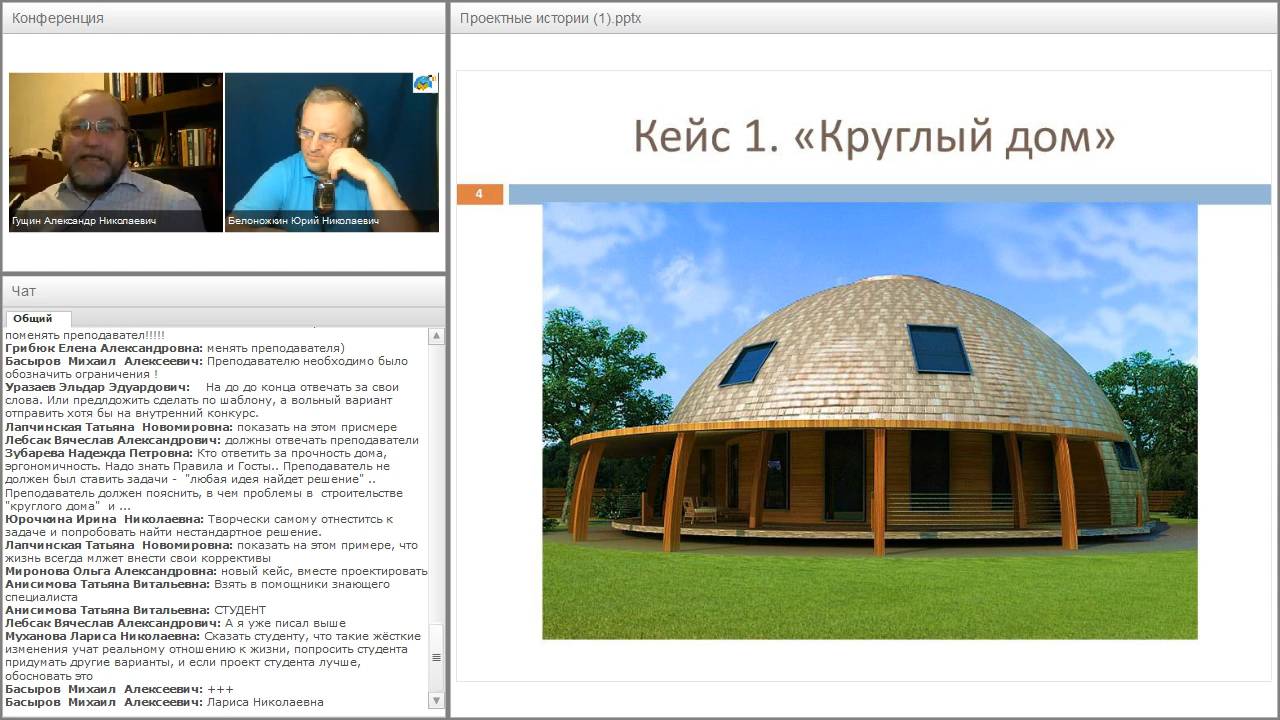 Конференция
Гущин Александр Николаевич
Белоножкин Юрий Николаевич
Чат
Общий
поменять преподавател!!!!!
Грибюк Елена Александровна: менять преподавателя)
Басыров Михаил Алексеевич: Преподавателю необходимо было
обозначить ограничения !
Уразаев Эльдар Эдуардович: На до до конца отвечать за свои
слова. Или предлдожить сделать по шаблону, а вольный вариант
отправить хотя бы на внутренний конкурс.
Лапчинская Татьяна Новомировна: показать на этом присмере
Лебсак Вячеслав Александрович: должны отвечать преподаватели
Зубарева Надежда Петровна: Кто ответить за прочность дома,
эргономичность. Надо знать Правила и Госты.. Преподаватель не
должен был ставить задачи - "любая идея найдет решение" ..
Преподаватель должен пояснить, в чем проблемы в строительстве
"круглого дома" и ...
Юрочкина Ирина Николаевна: Творчески самому отнеститсь к
задаче и попробовать найти нестандартное решение.
Лапчинская Татьяна Новомировна: показать на этом примере, что
жизнь всегда млжет внести свои коррективы
Миронова Ольга Александровна: новый кейс, вместе проектировать
Анисимова Татьяна Витальевна: Взять в помощники знающего
специалиста
Анисимова Татьяна Витальевна: СТУДЕНТ
Лебсак Вячеслав Александрович: А я уже писал выше
Муханова Лариса Николаевна: Сказать студенту, что такие жёсткие
изменения учат реальному отношению к жизни, попросить студента
придумать другие варианты, и если проект студента лучше,
обосновать это
Басыров Михаил Алексеевич: +++
Басыров Михаил Алексеевич: Лариса Николаевна
Проектные истории (1).pptx
Кейс 1. «Круглый дом»
4